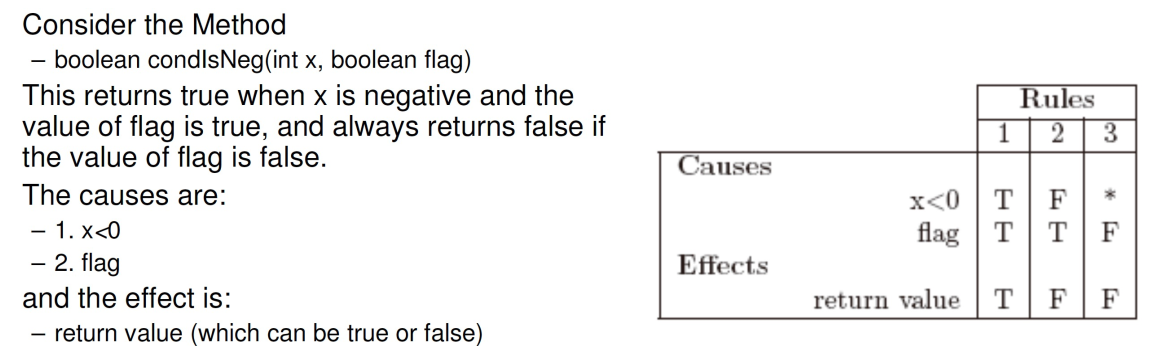 Consider the Method
– boolean condIsNeg(int x, boolean flag)
This returns true when x is negative and the
value of flag is true, and always returns false if
the value of flag is false.
The causes are:
– 1. x<0
– 2. flag
and the effect is:
– return value (which can be true or false)
Rules
1 2 3
Causes
x<0 T F *
flag T T F
Effects
return value T F F